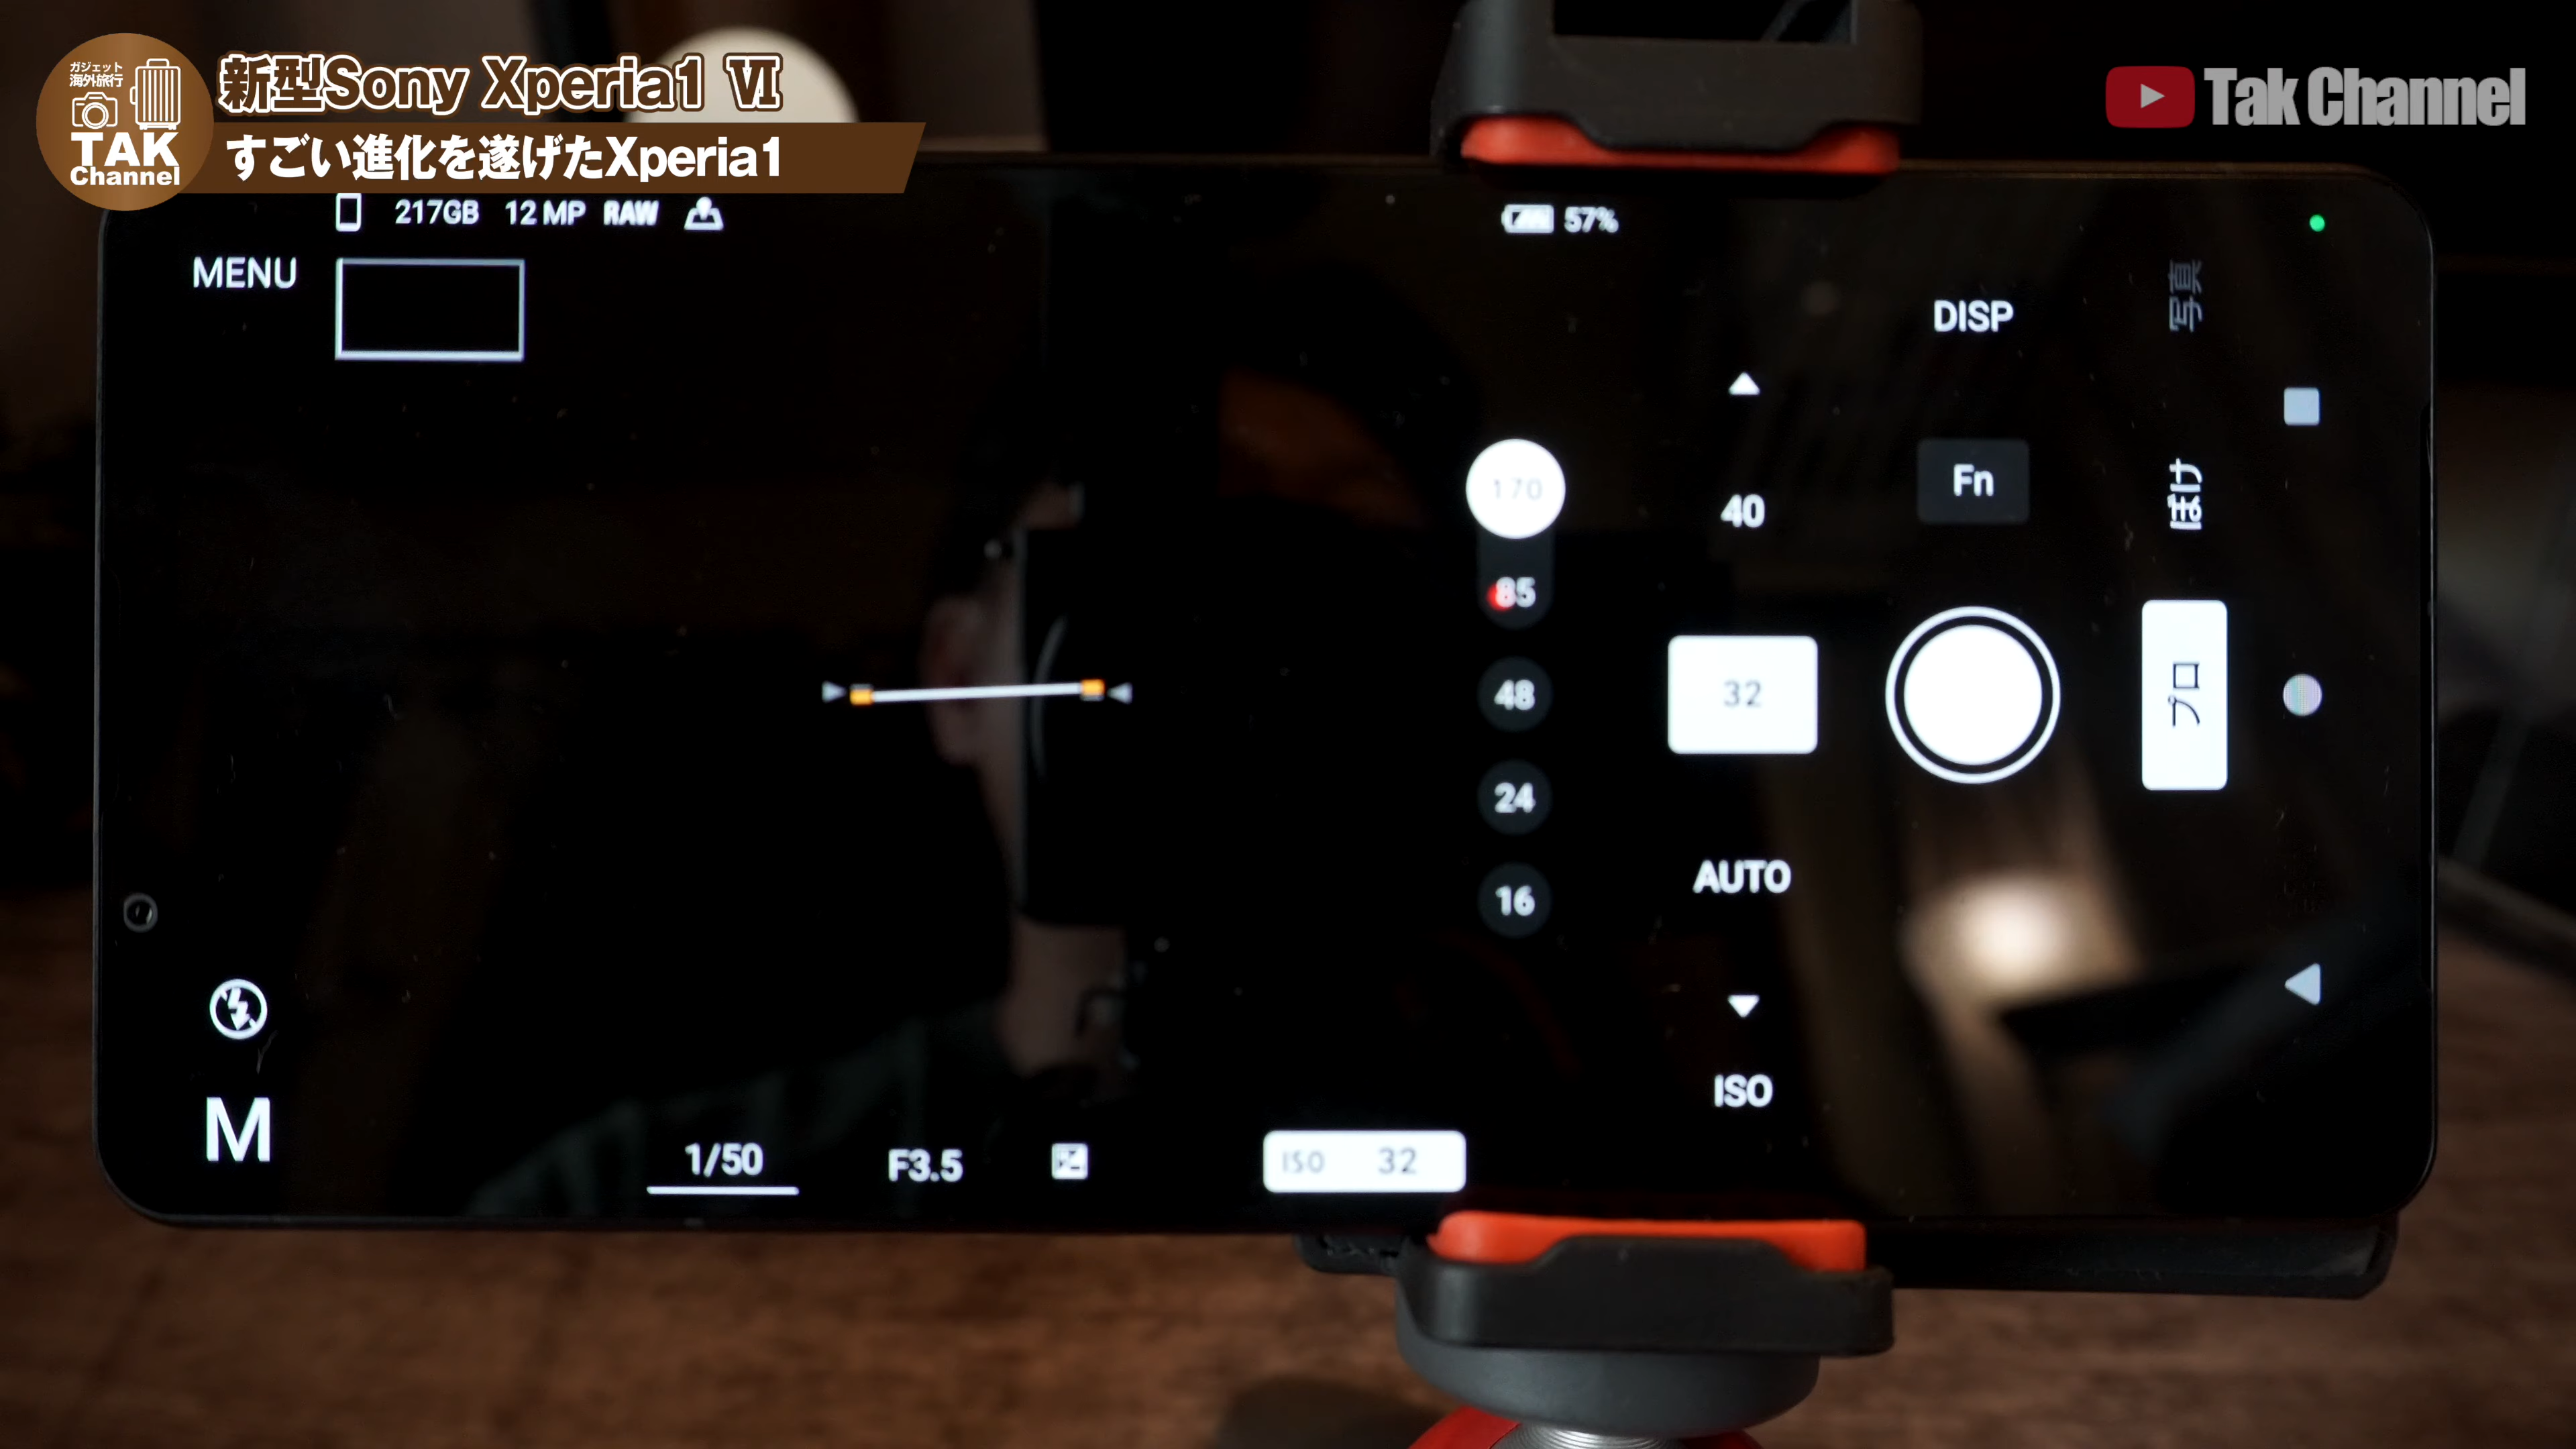 ガジェット
海外旅行
TAK
Channel
新型Sony Xperia1 Ⅵ
すごい進化を遂げたXperia1
Tak Channel
217GB 12 MP RAW
57%
MENU
DISP
写真
170
40
Fn
ぼけ
85
48
32
プロ
24
AUTO
16
ISO
M
1/50
F3.5
ISO 32